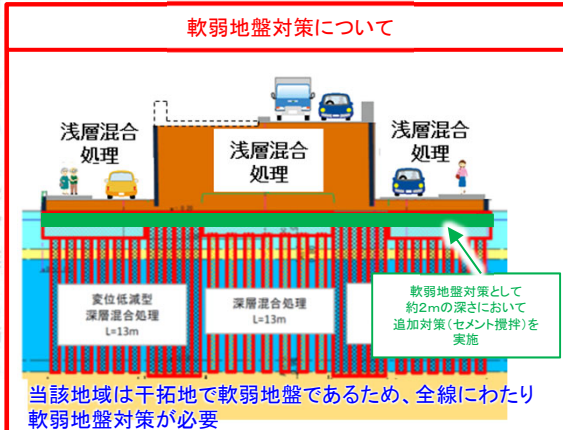 軟弱地盤対策について
浅層混合
処理
浅層混合
処理
浅層混合
処理
変位低減型
深層混合処理
L=13m
深層混合処理
L=13m
軟弱地盤対策として
約2mの深さにおいて
追加対策(セメント攪拌)を
実施
当該地域は干拓地で軟弱地盤であるため、全線にわたり
軟弱地盤対策が必要